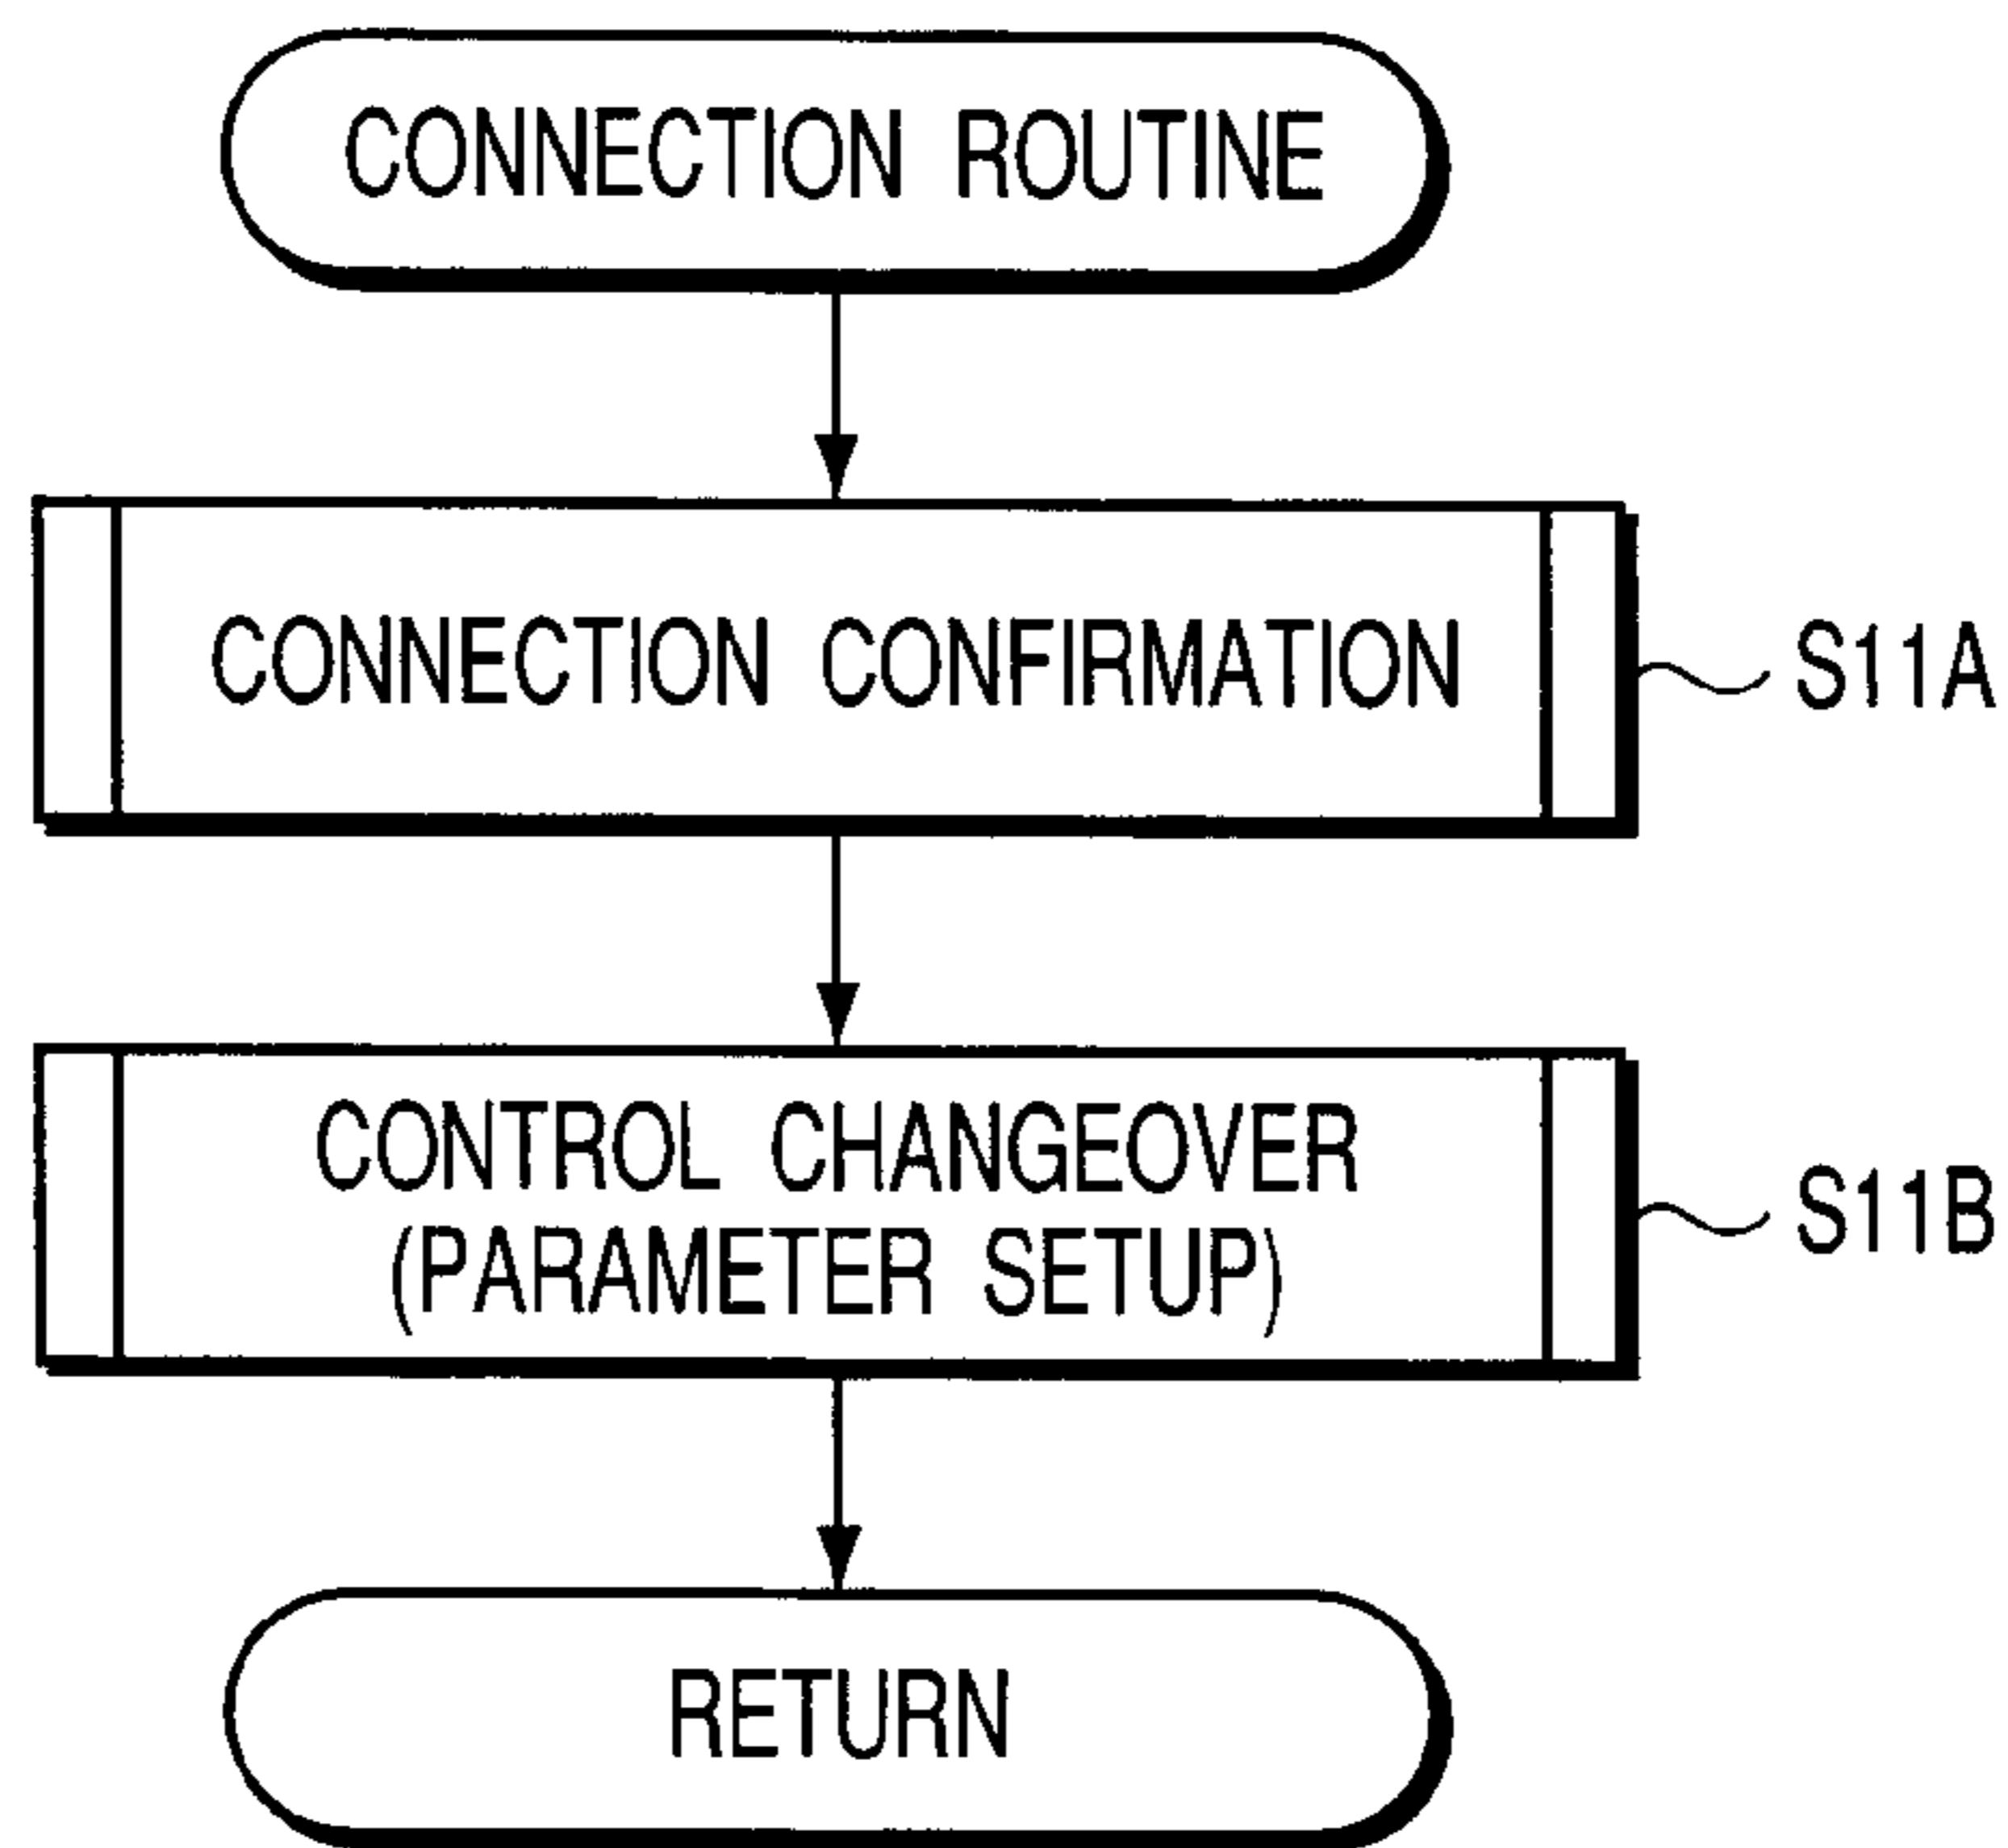 CONNECTION ROUTINE
CONNECTION CONFIRMATION
S11A
CONTROL CHANGEOVER
(PARAMETER SETUP)
S11B
RETURN